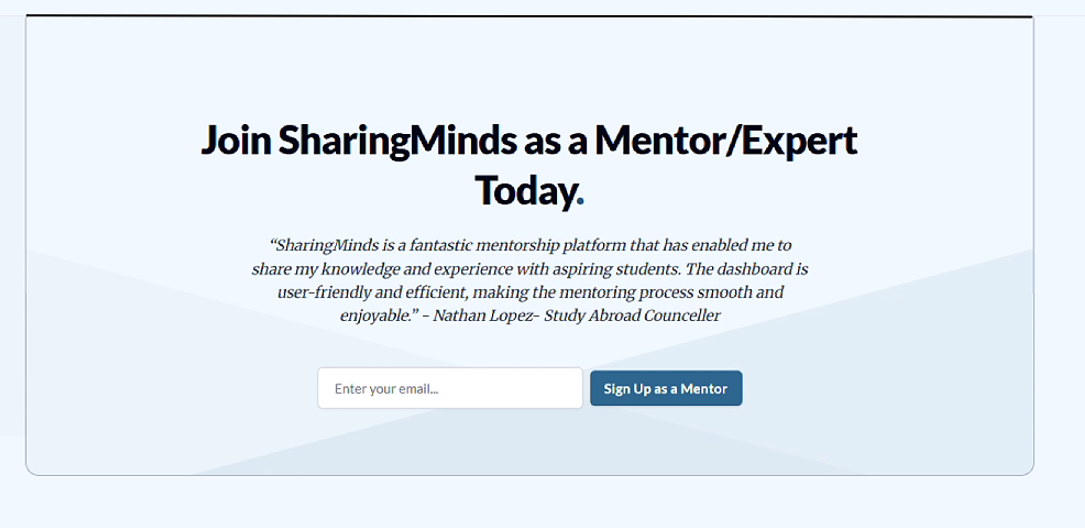 Join SharingMinds as a Mentor/Expert
Today.
“SharingMinds is a fantastic mentorship platform that has enabled me to
share my knowledge and experience with aspiring students. The dashboard is
user-friendly and efficient, making the mentoring process smooth and
enjoyable.” - Nathan Lopez- Study Abroad Counceller
Enter your email... Sign Up as a Mentor